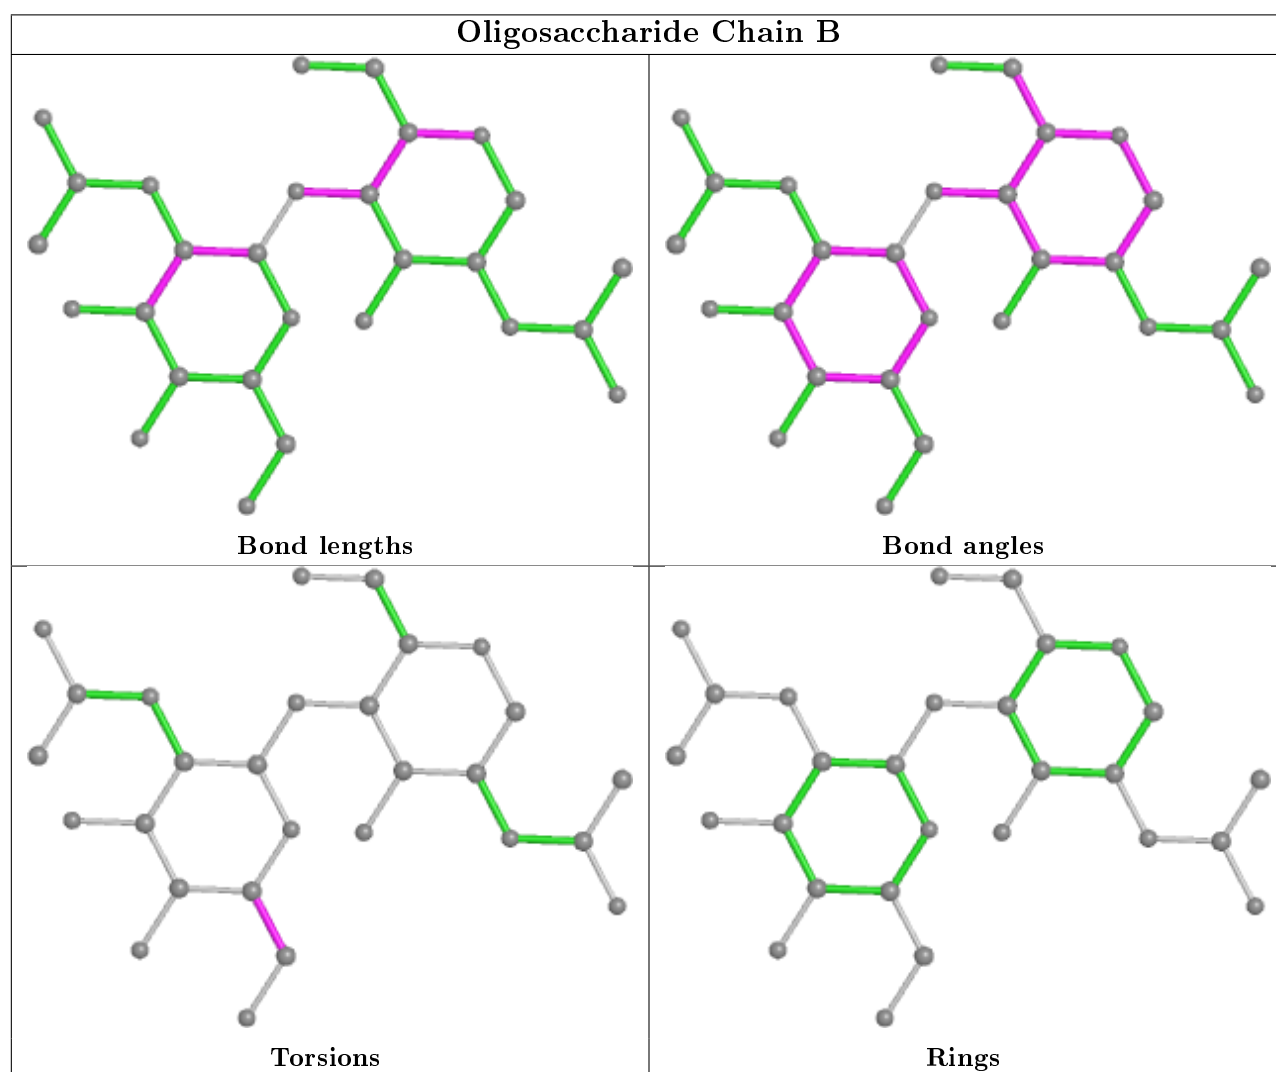 Oligosaccharide Chain B
Bond lengths
Bond angles
Torsions
Rings